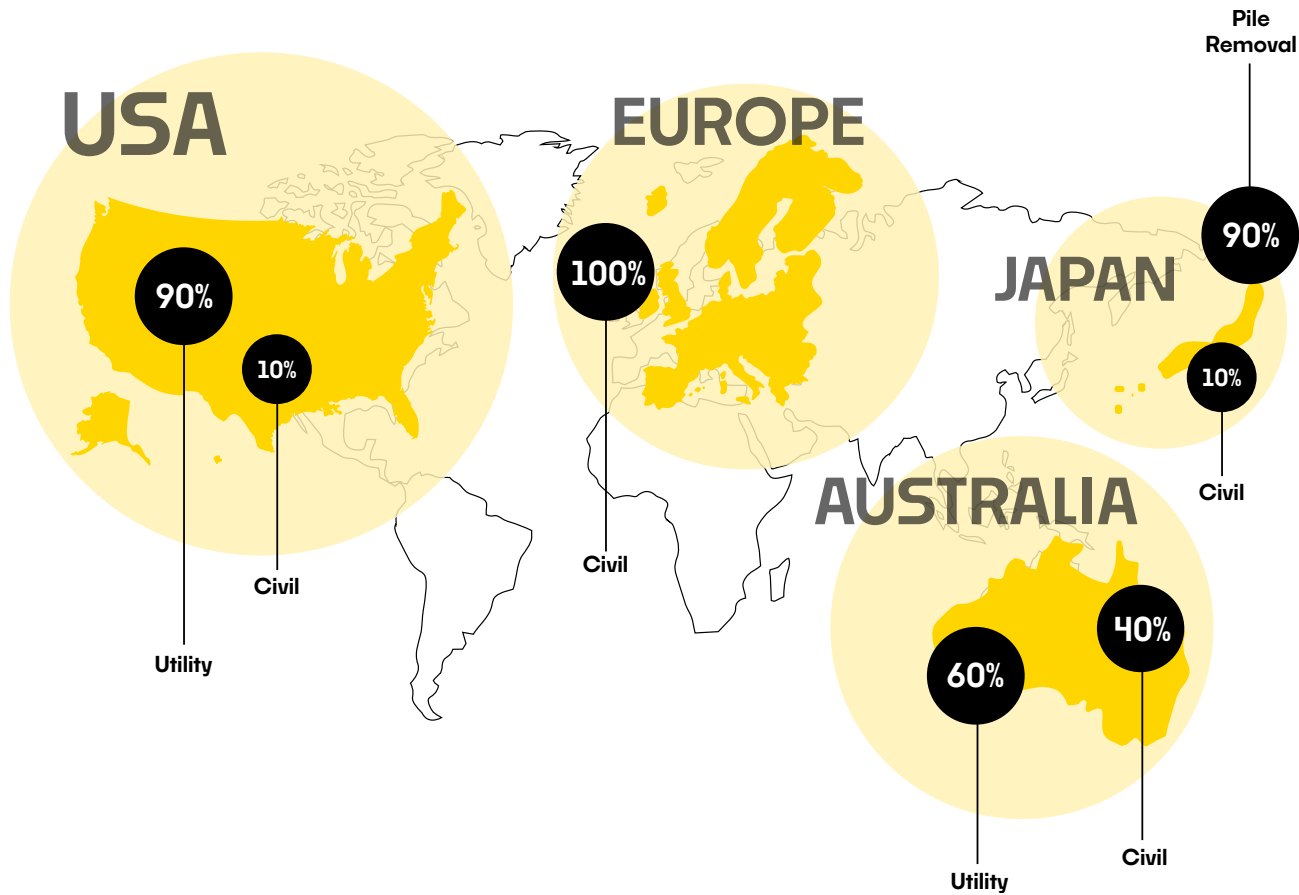 USA
90%
10%
Civil
Utility
EUROPE
100%
Civil
Pile
Removal
90%
JAPAN
10%
Civil
AUSTRALIA
40%
60%
Civil
Utility